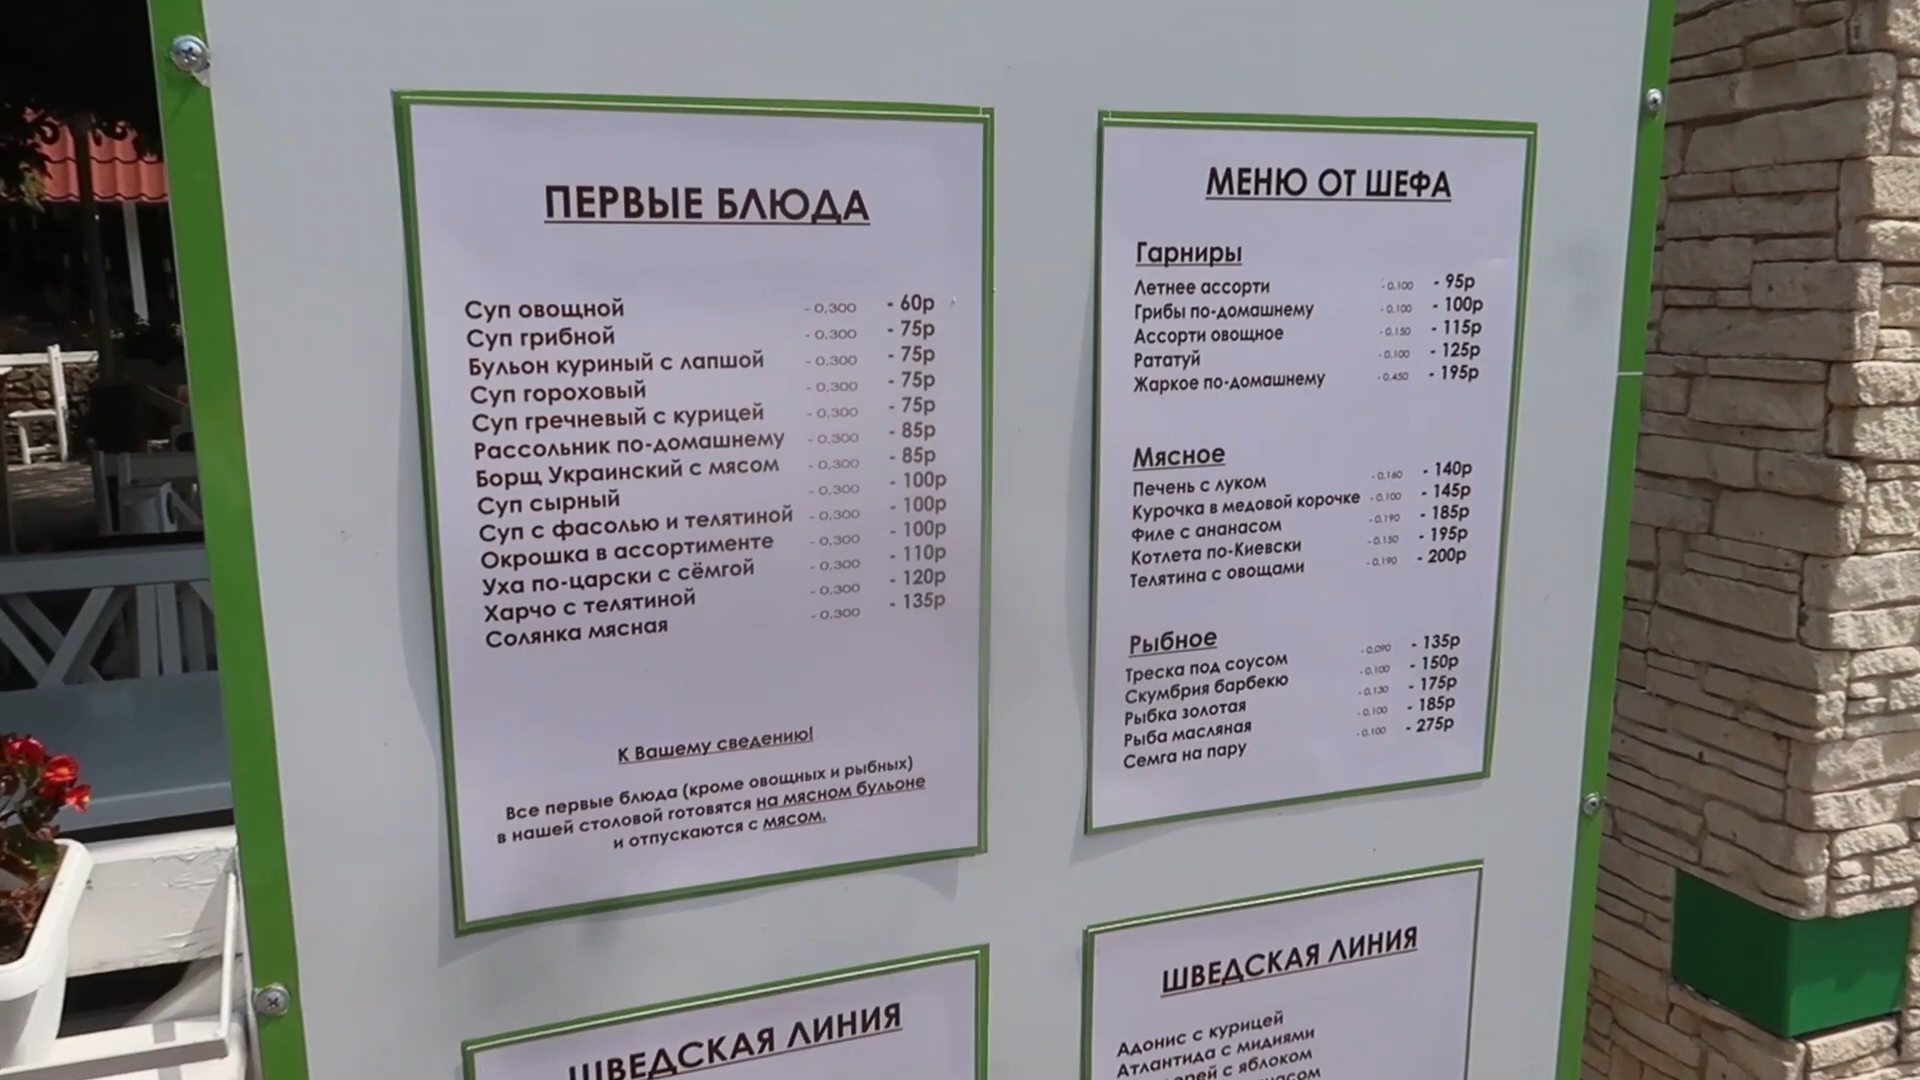 ПЕРВЫЕ БЛЮДА
Суп овощной - 0,300 - 60р
Суп грибной - 0,300 - 75р
Бульон куриный с лапшой - 0,300 - 75р
Суп гороховый - 0,300 - 75р
Суп гречневый с курицей - 0,300 - 75р
Рассольник по-домашнему - 0,300 - 85р
Борщ Украинский с мясом - 0,300 - 85р
Суп сырный - 0,300 - 100р
Суп с фасолью и телятиной - 0,300 - 100р
Окрошка в ассортименте - 0,300 - 100р
Уха по-царски с сёмгой - 0,300 - 110р
Харчо с телятиной - 0,300 - 120р
Солянка мясная - 0,300 - 135р
К Вашему сведению!
Все первые блюда (кроме овощных и рыбных)
в нашей столовой готовятся на мясном бульоне
и отпускаются с мясом.
МЕНЮ ОТ ШЕФА
Гарниры
Летнее ассорти - 0,100 - 95р
Грибы по-домашнему - 0,100 - 100р
Ассорти овощное - 0,150 - 115р
Рататуй - 0,100 - 125р
Жаркое по-домашнему - 0,450 - 195р
Мясное
Печень с луком - 0,160 - 140р
Курочка в медовой корочке - 0,100 - 145р
Филе с ананасом - 0,190 - 185р
Котлета по-Киевски - 0,150 - 195р
Телятина с овощами - 0,190 - 200р
Рыбное
Треска под соусом - 0,090 - 135р
Скумбрия барбекю - 0,100 - 150р
Рыбка золотая - 0,130 - 175р
Рыба масляная - 0,100 - 185р
Семга на пару - 0,100 - 275р
ШВЕДСКАЯ ЛИНИЯ
ШВЕДСКАЯ ЛИНИЯ
Адонис с курицей
Атлантида с мидиями
с яблоком